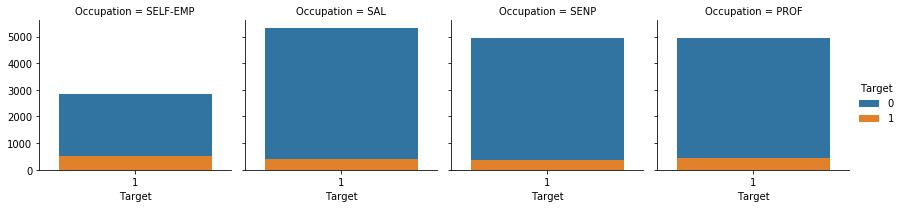 Occupation = SELF-EMP
Occupation = SAL
Occupation = SENP
Occupation = PROF
5000
4000
3000
2000
1000
0
1
1
1
1
Target
Target
Target
Target
Target
0
1